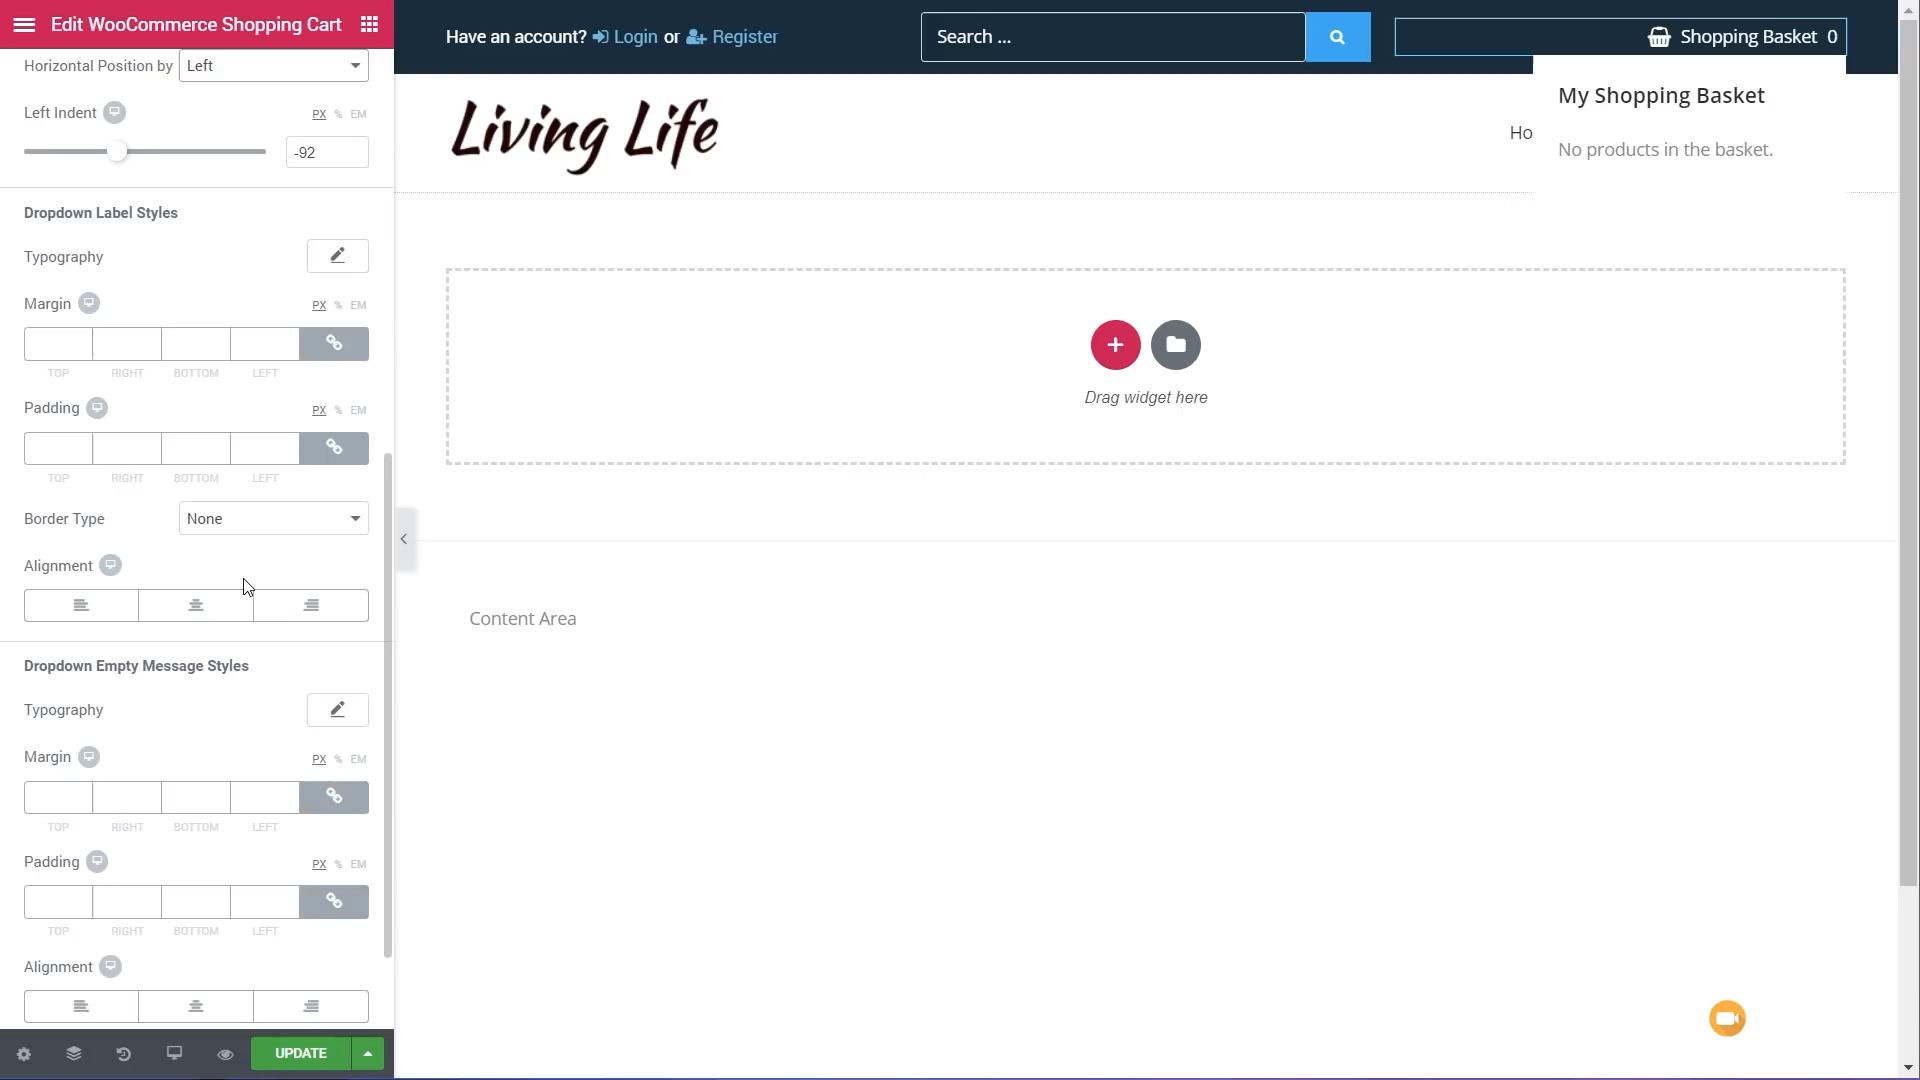 Edit WooCommerce Shopping Cart
Horizontal Position by
Left
Left Indent
PX % EM
-92
Dropdown Label Styles
Typography
Margin
PX % EM
TOP RIGHT BOTTOM LEFT
Padding
PX % EM
TOP RIGHT BOTTOM LEFT
Border Type
None
Alignment
Dropdown Empty Message Styles
Typography
Margin
PX % EM
TOP RIGHT BOTTOM LEFT
Padding
PX % EM
TOP RIGHT BOTTOM LEFT
Alignment
UPDATE
Have an account? Login or Register
Search ...
Shopping Basket 0
Living Life
Ho
My Shopping Basket
No products in the basket.
Drag widget here
Content Area